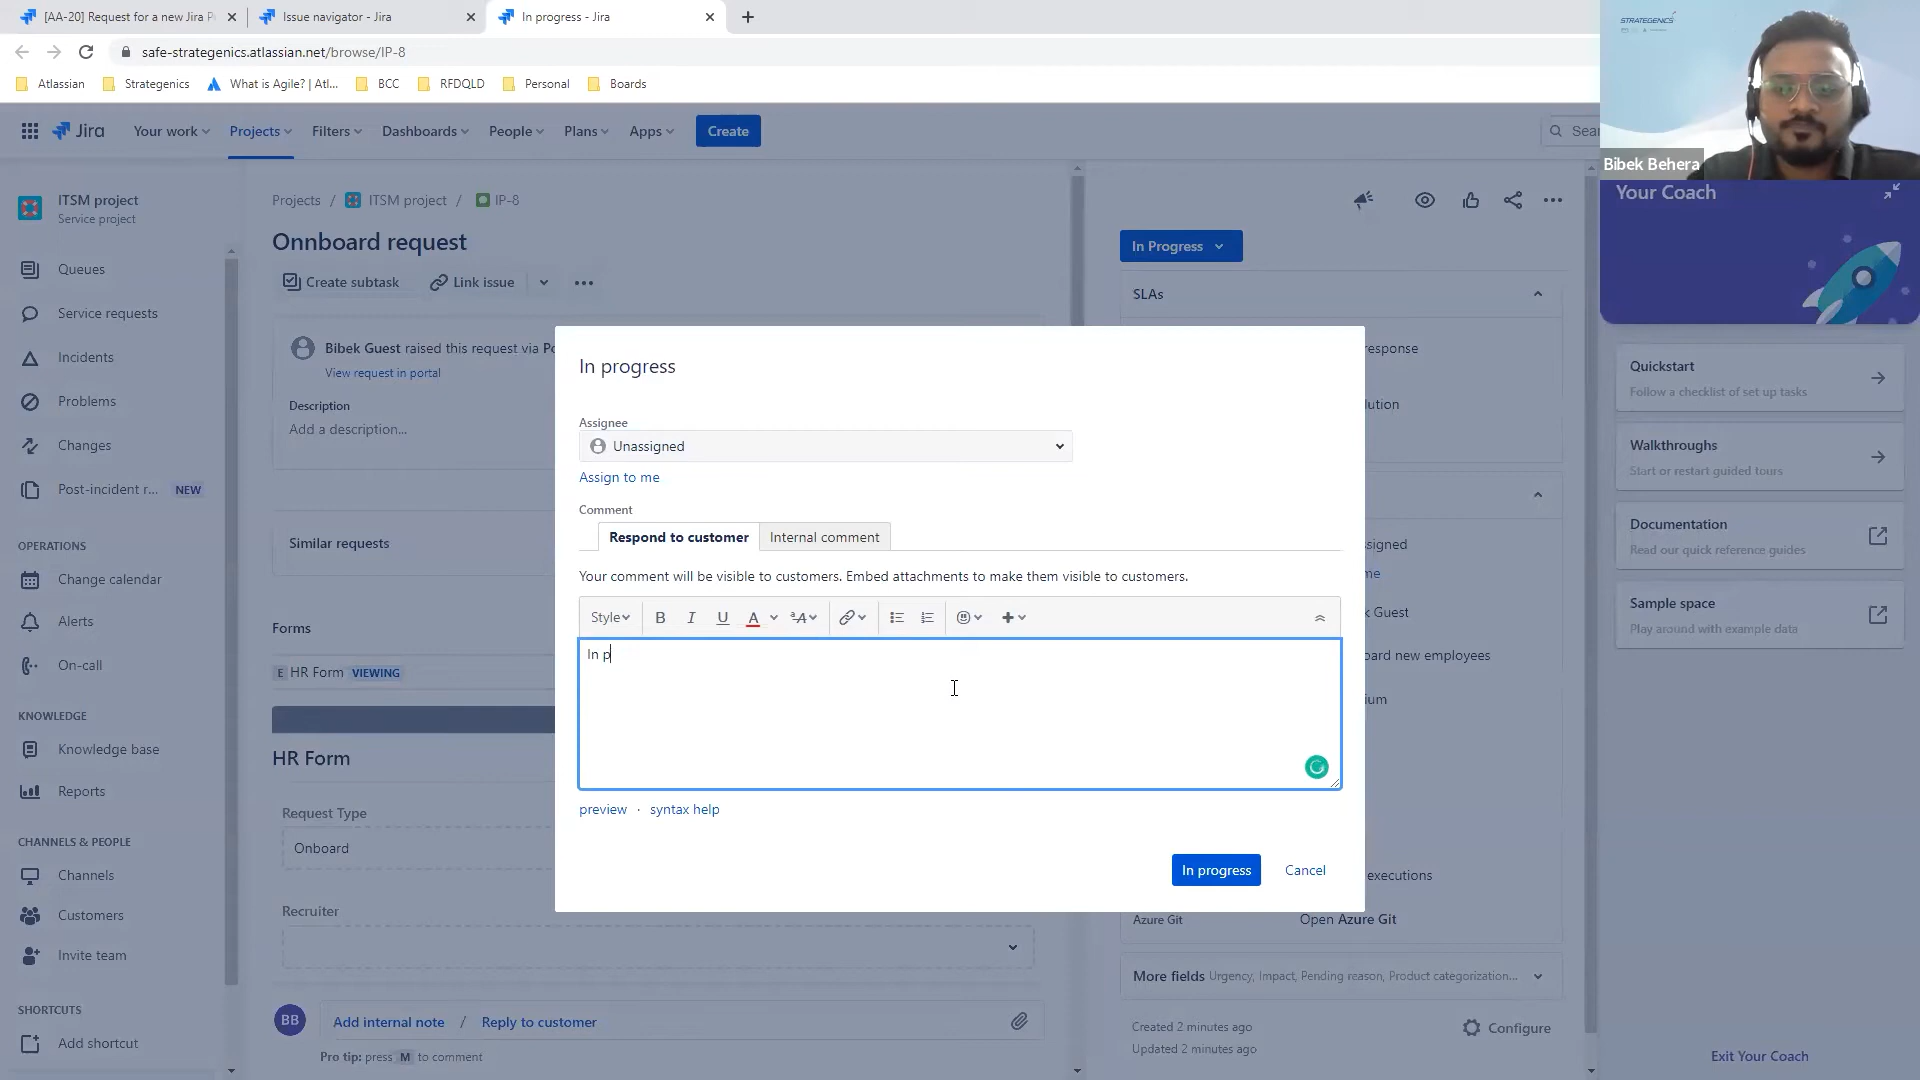 [AA-20] Request for a new Jira P
Issue navigator - Jira
In progress - Jira
safe-strategenics.atlassian.net/browse/IP-8
Atlassian
Strategenics
What is Agile? | Atl...
BCC
RFDQLD
Personal
Boards
STRATEGENICS
Bibek Behera
Jira
Your work
Projects
Filters
Dashboards
People
Plans
Apps
Create
Sear
ITSM project
Service project
Queues
Service requests
Incidents
Problems
Changes
Post-incident r... NEW
OPERATIONS
Change calendar
Alerts
On-call
KNOWLEDGE
Knowledge base
Reports
CHANNELS & PEOPLE
Channels
Customers
Invite team
SHORTCUTS
Add shortcut
Projects / ITSM project / IP-8
Onnboard request
Create subtask
Link issue
Bibek Guest raised this request via Po
View request in portal
Description
Add a description...
Similar requests
Forms
E HR Form VIEWING
HR Form
Request Type
Onboard
Recruiter
BB
Add internal note / Reply to customer
Pro tip: press M to comment
In progress
Assignee
Unassigned
Assign to me
Comment
Respond to customer
Internal comment
Your comment will be visible to customers. Embed attachments to make them visible to customers.
Style
B I U A
In p
preview · syntax help
In progress
Cancel
In Progress
SLAs
response
lution
signed
me
k Guest
oard new employees
ium
executions
Azure Git
Open Azure Git
More fields Urgency, Impact, Pending reason, Product categorization...
Created 2 minutes ago
Updated 2 minutes ago
Configure
Your Coach
Quickstart
Follow a checklist of set up tasks
Walkthroughs
Start or restart guided tours
Documentation
Read our quick reference guides
Sample space
Play around with example data
Exit Your Coach